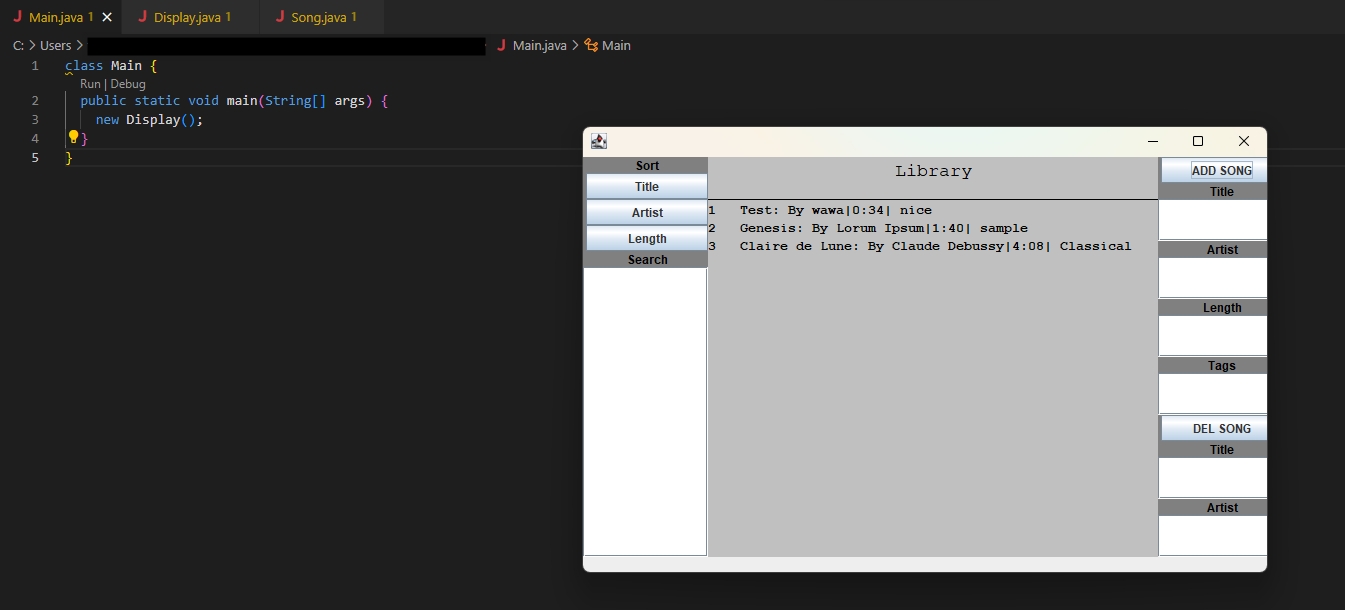 Main.java 1
Display.java 1
Song.java 1
C: > Users >
Main.java > Main
1 class Main {
Run | Debug
2 public static void main(String[] args) {
3 new Display();
4 }
5 }
Sort
Title
Artist
Length
Search
Library
1 Test: By wawa|0:34| nice
2 Genesis: By Lorum Ipsum|1:40| sample
3 Claire de Lune: By Claude Debussy|4:08| Classical
ADD SONG
Title
Artist
Length
Tags
DEL SONG
Title
Artist